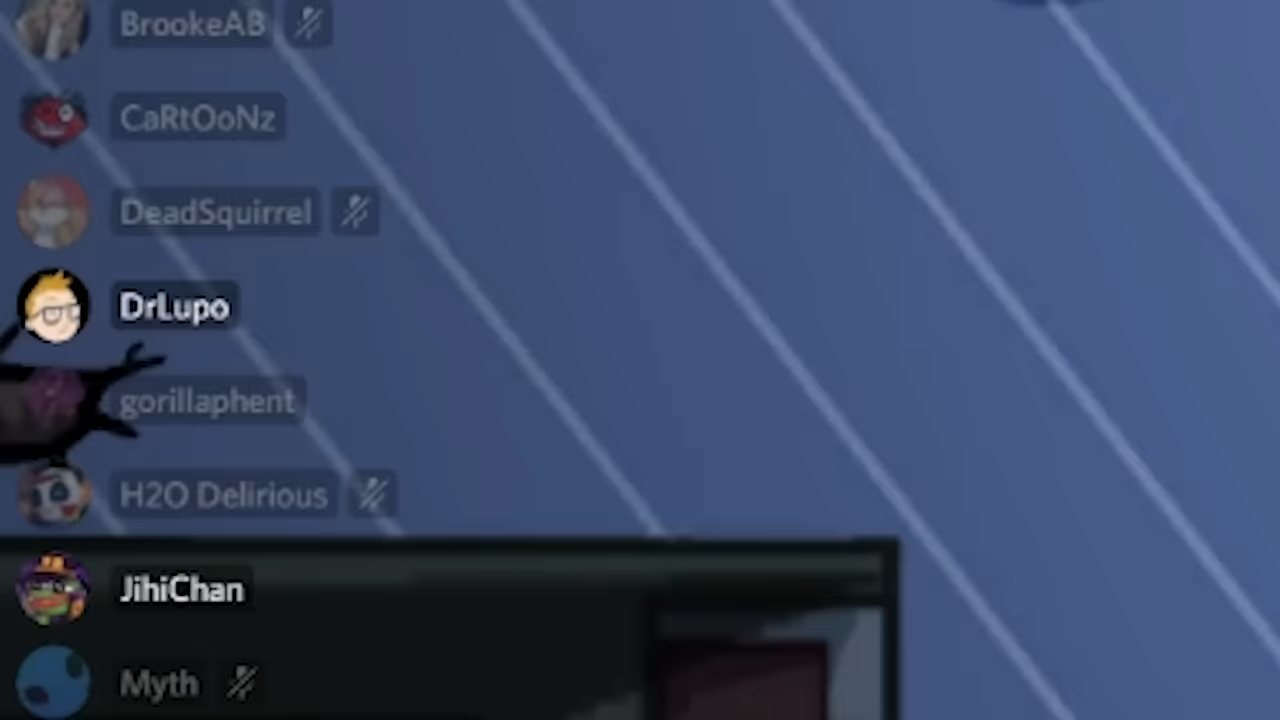 BrookeAB
CaRtOoNz
DeadSquirrel
DrLupo
gorillaphent
H2O Delirious
JihiChan
Myth